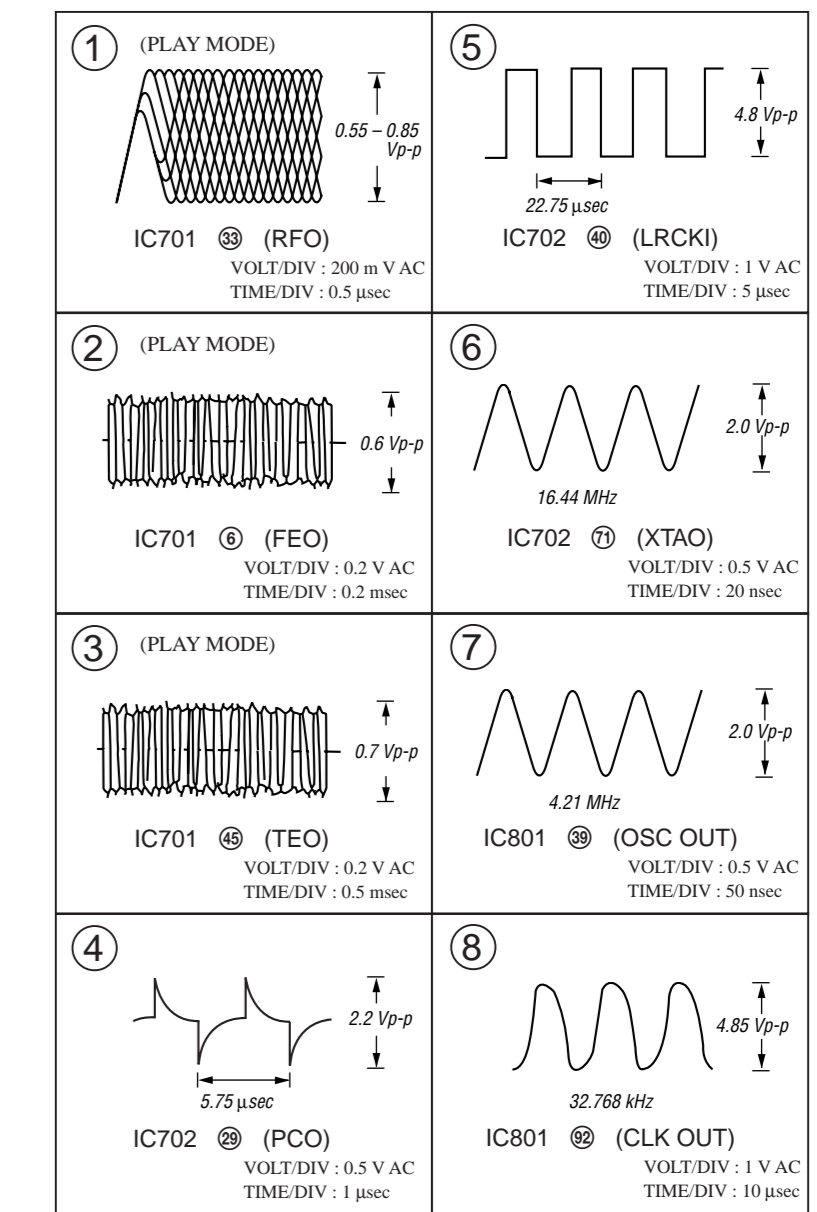 ① (PLAY MODE)
0.55 – 0.85
Vp-p
IC701 ㉝ (RFO)
VOLT/DIV : 200 m V AC
TIME/DIV : 0.5 µsec
② (PLAY MODE)
0.6 Vp-p
IC701 ⑥ (FEO)
VOLT/DIV : 0.2 V AC
TIME/DIV : 0.2 msec
③ (PLAY MODE)
0.7 Vp-p
IC701 ㊺ (TEO)
VOLT/DIV : 0.2 V AC
TIME/DIV : 0.5 msec
④
2.2 Vp-p
5.75 µsec
IC702 ㉙ (PCO)
VOLT/DIV : 0.5 V AC
TIME/DIV : 1 µsec
⑤
4.8 Vp-p
22.75 µsec
IC702 ㊵ (LRCKI)
VOLT/DIV : 1 V AC
TIME/DIV : 5 µsec
⑥
2.0 Vp-p
16.44 MHz
IC702 71 (XTAO)
VOLT/DIV : 0.5 V AC
TIME/DIV : 20 nsec
⑦
2.0 Vp-p
4.21 MHz
IC801 ㊴ (OSC OUT)
VOLT/DIV : 0.5 V AC
TIME/DIV : 50 nsec
⑧
4.85 Vp-p
32.768 kHz
IC801 92 (CLK OUT)
VOLT/DIV : 1 V AC
TIME/DIV : 10 µsec